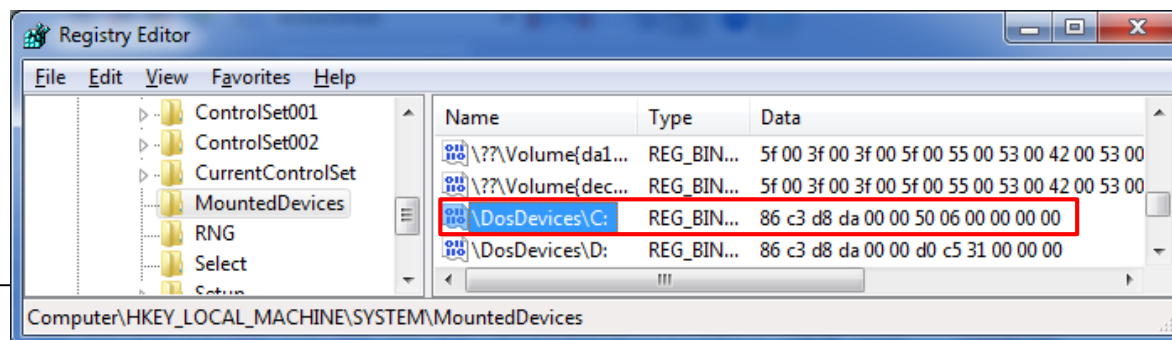 Registry Editor
File Edit View Favorites Help
ControlSet001
ControlSet002
CurrentControlSet
MountedDevices
RNG
Select
Setup
Name Type Data
\??\Volume{da1... REG_BIN... 5f 00 3f 00 3f 00 5f 00 55 00 53 00 42 00 53 00
\??\Volume{dec... REG_BIN... 5f 00 3f 00 3f 00 5f 00 55 00 53 00 42 00 53 00
\DosDevices\C: REG_BIN... 86 c3 d8 da 00 00 50 06 00 00 00 00
\DosDevices\D: REG_BIN... 86 c3 d8 da 00 00 d0 c5 31 00 00 00
Computer\HKEY_LOCAL_MACHINE\SYSTEM\MountedDevices